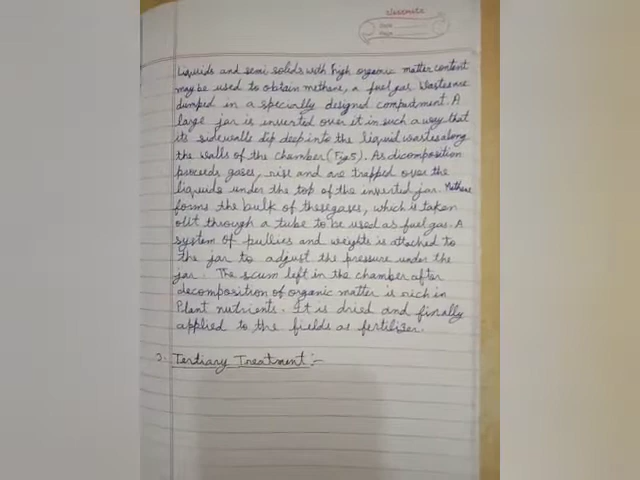 classmate
Date
Page
Liquids and semi solids with high organic matter content
may be used to obtain methane, a fuel gas. Wastes are
dumped in a specially designed compartment. A
large jar is inverted over it in such a way that
its sidewalls dip deep into the liquid wastes along
the walls of the chamber (Fig 5). As dicomposition
proceeds gases, rise and are trapped over the
liquids under the top of the inverted jar. Methane
forms the bulk of these gases, which is taken
out through a tube to be used as fuel gas. A
system of pullies and weights is attached to
the jar to adjust the pressure under the
jar. The scum left in the chamber after
decomposition of organic matter is rich in
Plant nutrients. It is dried and finally
applied to the fields as fertilizer.
3. Tertiary Treatment :-